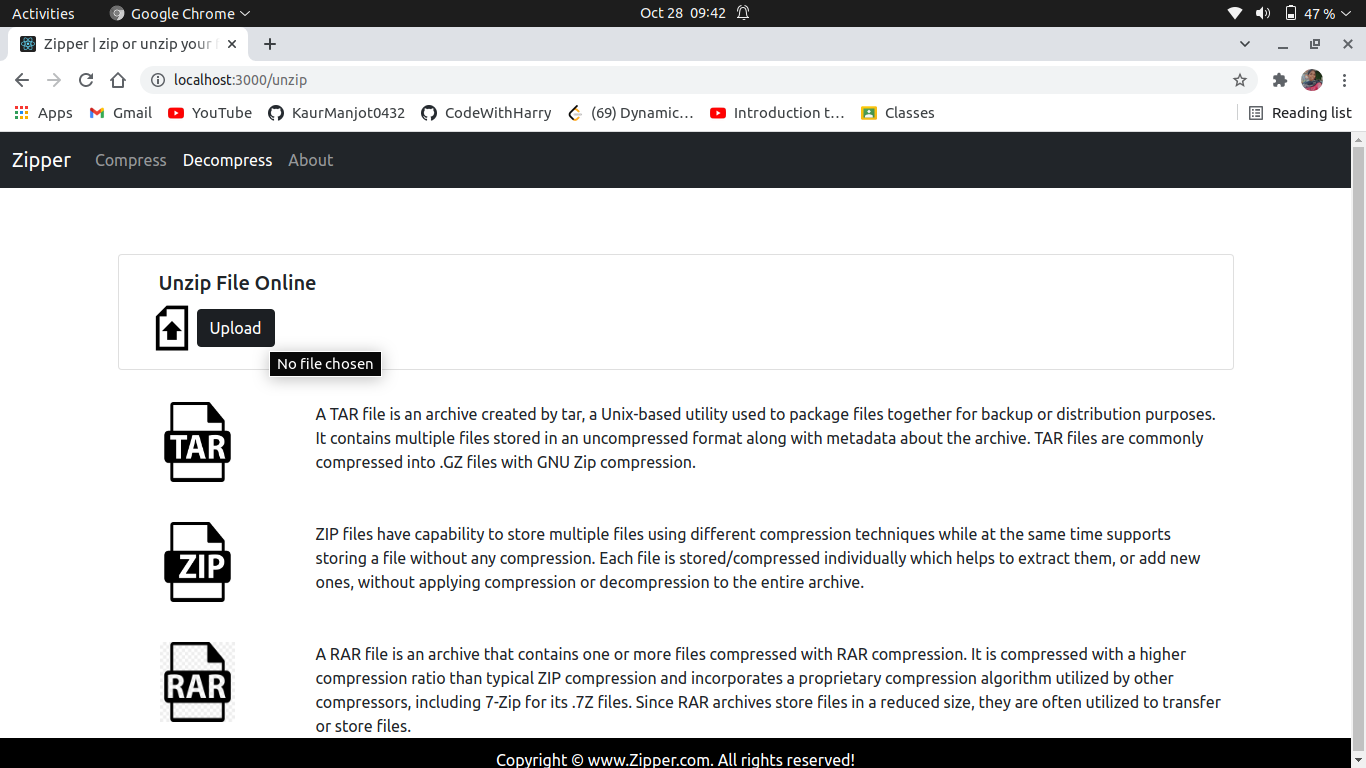 Activities
Google Chrome
Oct 28 09:42
47 %
Zipper | zip or unzip your
localhost:3000/unzip
Apps
Gmail
YouTube
KaurManjot0432
CodeWithHarry
(69) Dynamic...
Introduction t...
Classes
Reading list
Zipper
Compress
Decompress
About
Unzip File Online
Upload
No file chosen
TAR
A TAR file is an archive created by tar, a Unix-based utility used to package files together for backup or distribution purposes.
It contains multiple files stored in an uncompressed format along with metadata about the archive. TAR files are commonly
compressed into .GZ files with GNU Zip compression.
ZIP
ZIP files have capability to store multiple files using different compression techniques while at the same time supports
storing a file without any compression. Each file is stored/compressed individually which helps to extract them, or add new
ones, without applying compression or decompression to the entire archive.
RAR
A RAR file is an archive that contains one or more files compressed with RAR compression. It is compressed with a higher
compression ratio than typical ZIP compression and incorporates a proprietary compression algorithm utilized by other
compressors, including 7-Zip for its .7Z files. Since RAR archives store files in a reduced size, they are often utilized to transfer
or store files.
Copyright © www.Zipper.com. All rights reserved!